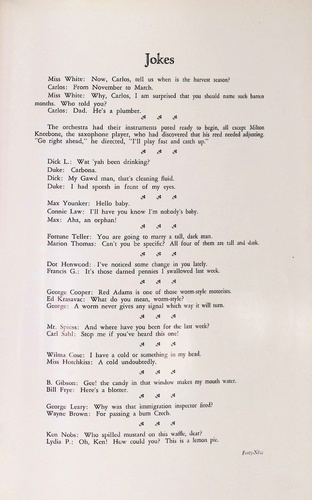 Jokes
Miss White: Now, Carlos, tell us when is the harvest season?
Carlos: From November to March.
Miss White: Why, Carlos, I am surprised that you should name such barren
months. Who told you?
Carlos: Dad. He's a plumber.
The orchestra had their instruments poised ready to begin, all except Milton
Kneebone, the saxophone player, who had discovered that his reed needed adjusting.
"Go right ahead," he directed, "I'll play fast and catch up."
Dick L.: Wat 'yah been drinking?
Duke: Carbona.
Dick: My Gawd man, that's cleaning fluid.
Duke: I had spotsh in front of my eyes.
Max Younker: Hello baby.
Connie Law: I'll have you know I'm nobody's baby.
Max: Aha, an orphan!
Fortune Teller: You are going to marry a tall, dark man.
Marion Thomas: Can't you be specific? All four of them are tall and dark.
Dot Henwood: I've noticed some change in you lately.
Francis G.: It's those darned pennies I swallowed last week.
George Cooper: Red Adams is one of those worm-style motorists.
Ed Krasavac: What do you mean, worm-style?
George: A worm never gives any signal which way it will turn.
Mr. Spiess: And where have you been for the last week?
Carl Sahl: Stop me if you've heard this one!
Wilma Cose: I have a cold or something in my head.
Miss Hotchkiss: A cold undoubtedly.
B. Gibson: Gee! the candy in that window makes my mouth water.
Bill Frye: Here's a blotter.
George Leary: Why was that immigration inspector fired?
Wayne Brown: For passing a bum Czech.
Ken Nobs: Who spilled mustard on this waffle, dear?
Lydia P.: Oh, Ken! How could you? This is a lemon pie.